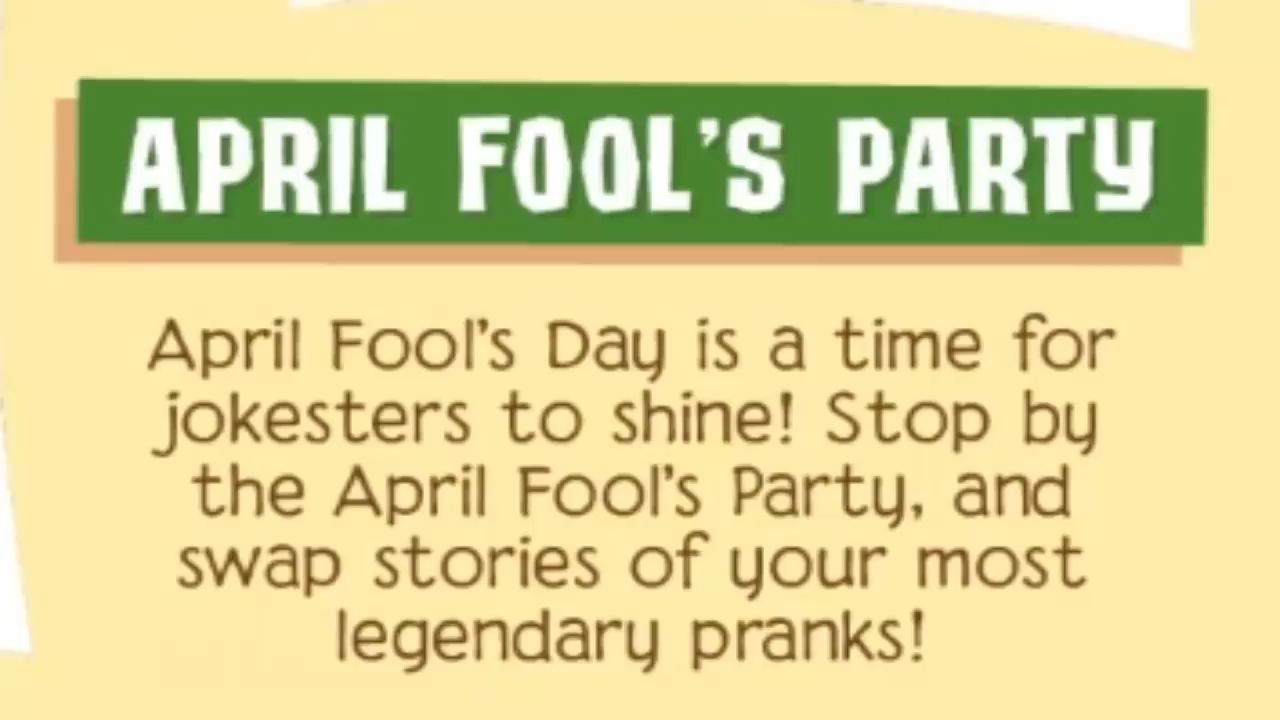 APRIL FOOL'S PARTY
April Fool's Day is a time for
jokesters to shine! Stop by
the April Fool's Party, and
swap stories of your most
legendary pranks!